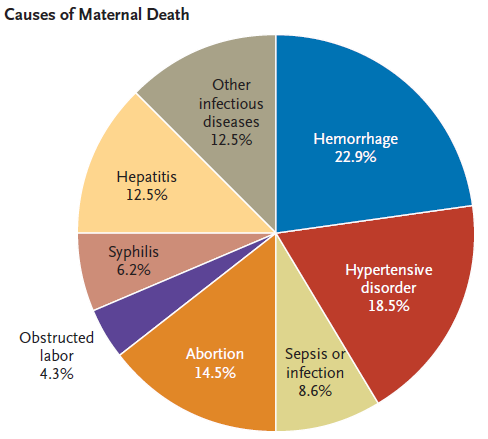 Causes of Maternal Death
Other
infectious
diseases
12.5%
Hemorrhage
22.9%
Hepatitis
12.5%
Hypertensive
disorder
18.5%
Syphilis
6.2%
Obstructed
labor
4.3%
Abortion
14.5%
Sepsis or
infection
8.6%